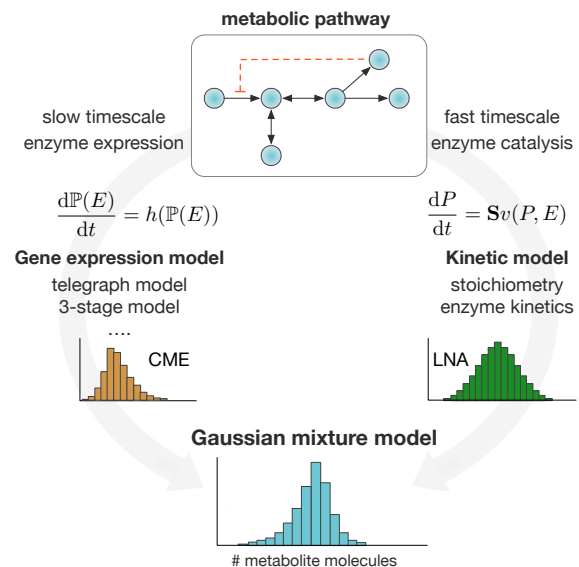 metabolic pathway
slow timescale
enzyme expression
fast timescale
enzyme catalysis
dℙ(E)/dt = h(ℙ(E))
dP/dt = 𝐒v(P, E)
Gene expression model
telegraph model
3-stage model
....
Kinetic model
stoichiometry
enzyme kinetics
CME
LNA
Gaussian mixture model
# metabolite molecules